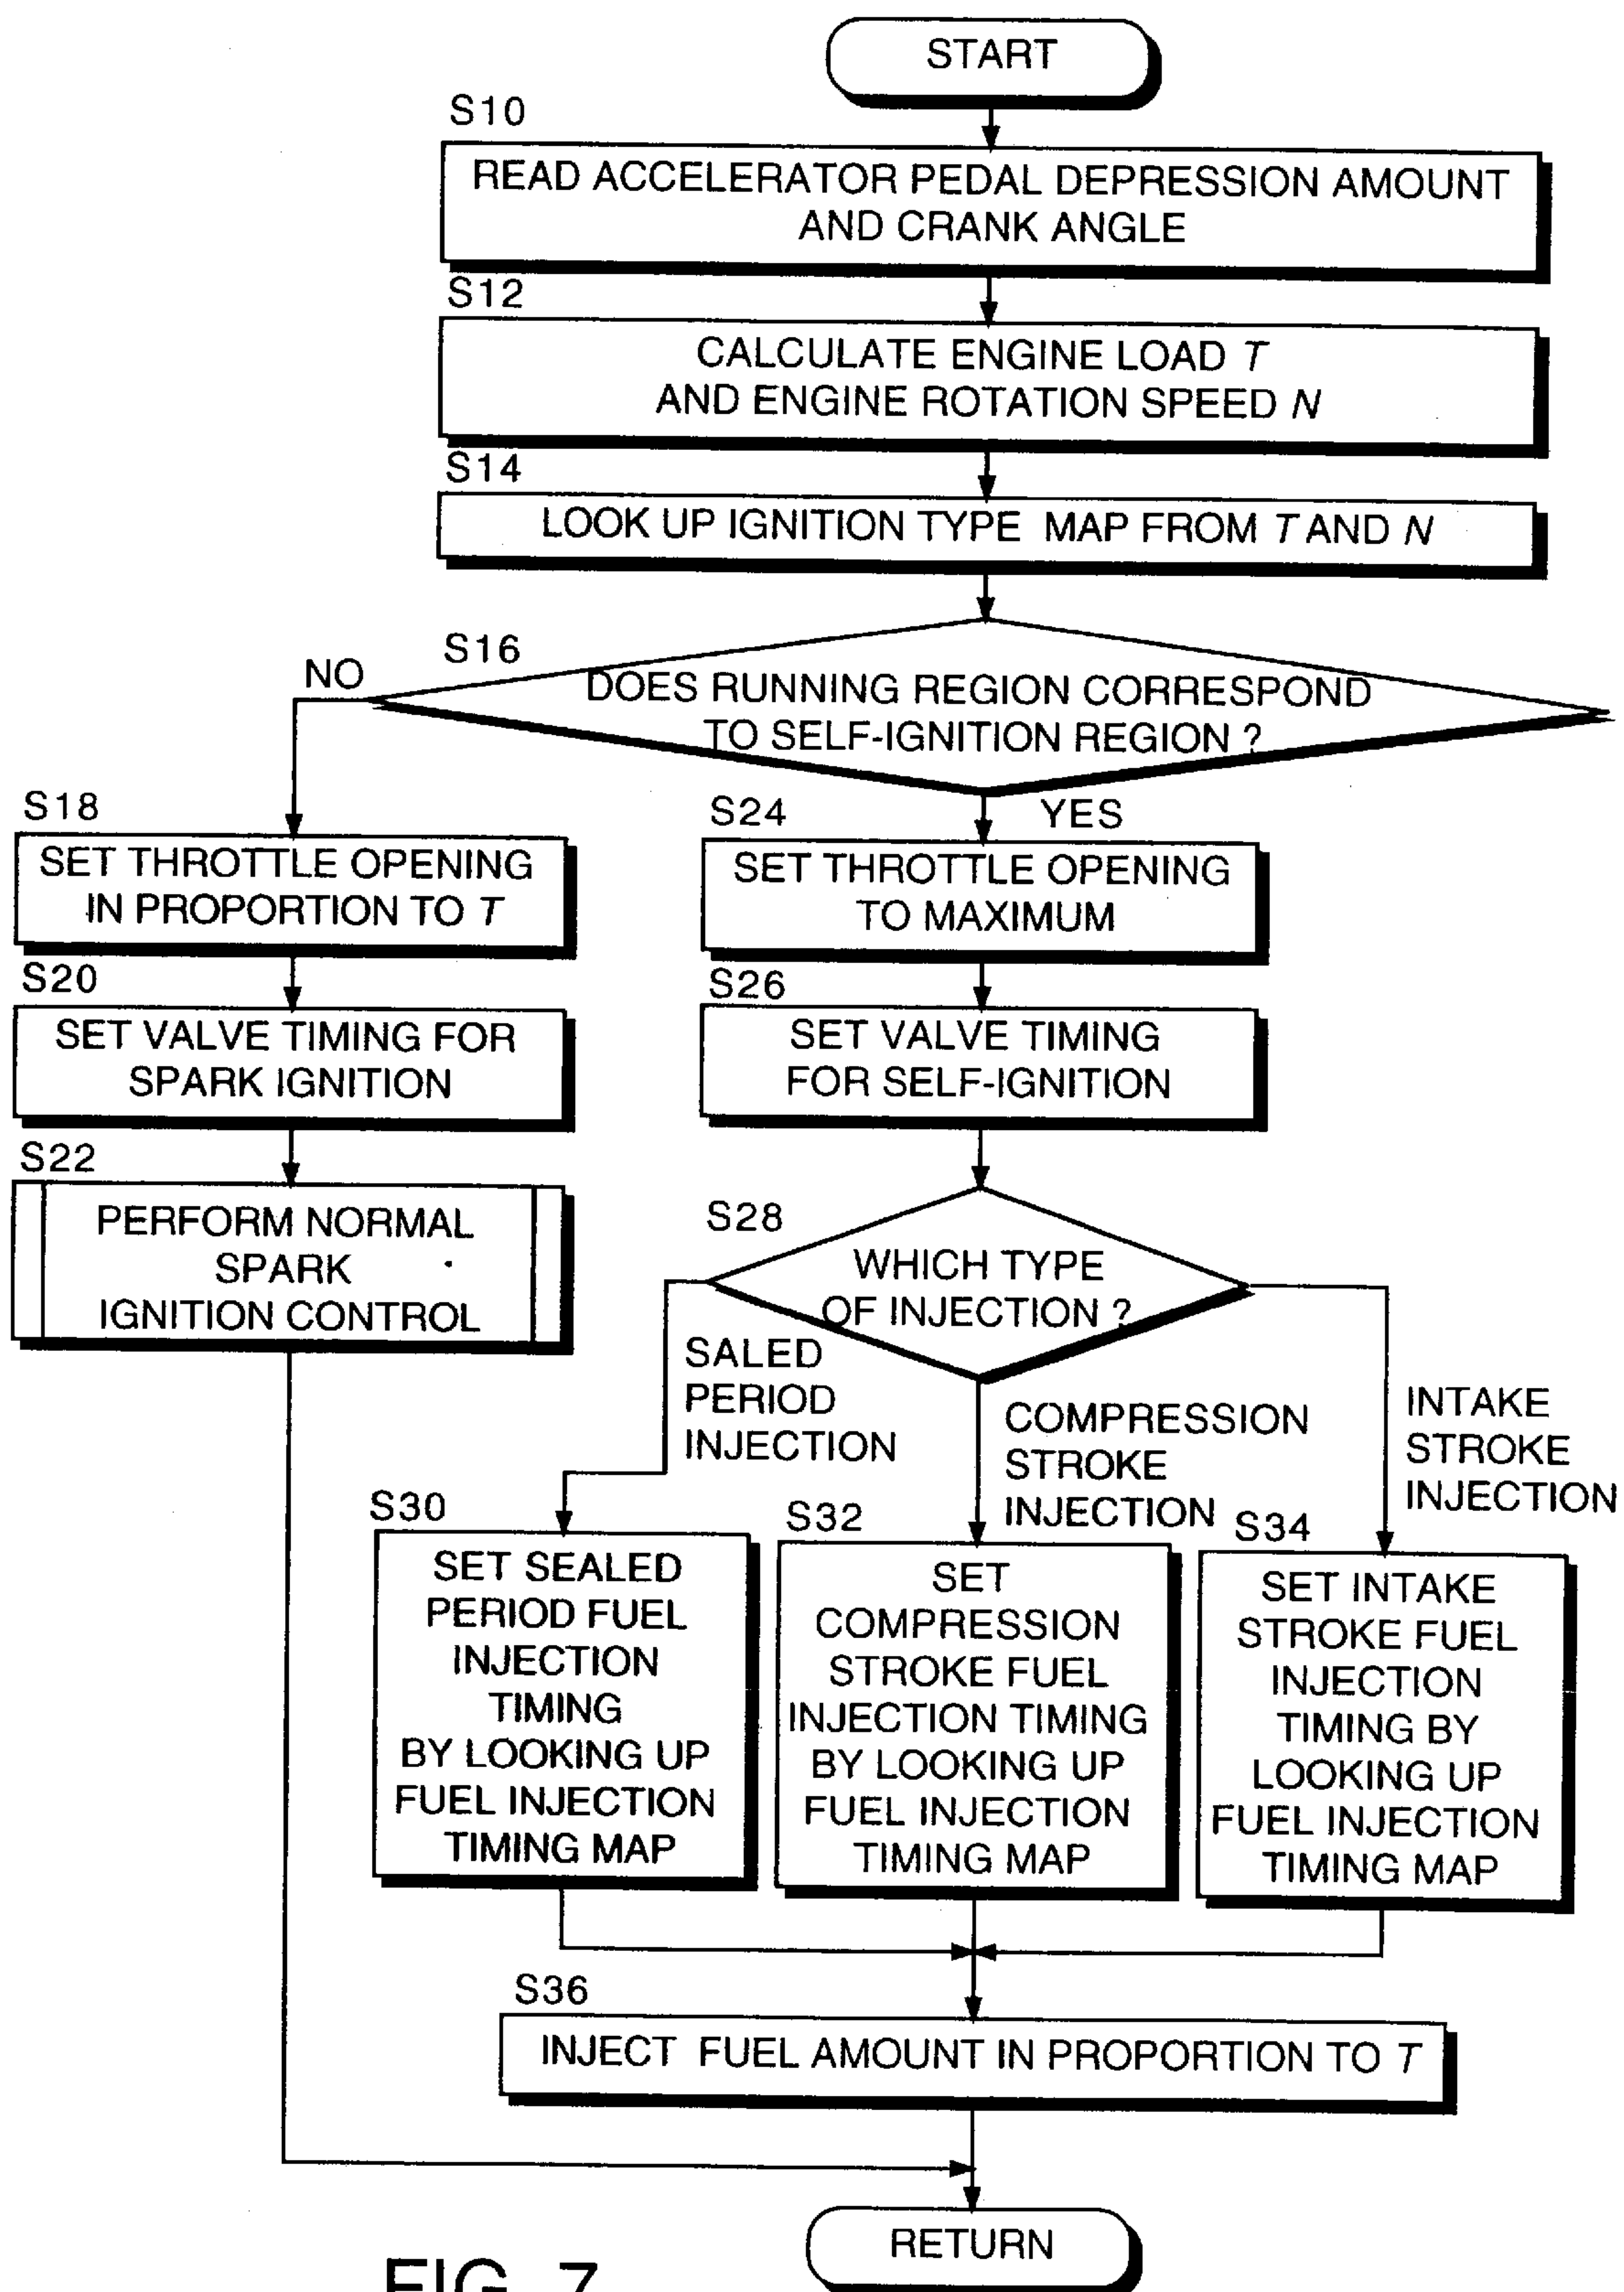 START
S10
READ ACCELERATOR PEDAL DEPRESSION AMOUNT
AND CRANK ANGLE
S12
CALCULATE ENGINE LOAD T
AND ENGINE ROTATION SPEED N
S14
LOOK UP IGNITION TYPE MAP FROM T AND N
S16
NO
DOES RUNNING REGION CORRESPOND
TO SELF-IGNITION REGION ?
YES
S18
SET THROTTLE OPENING
IN PROPORTION TO T
S20
SET VALVE TIMING FOR
SPARK IGNITION
S22
PERFORM NORMAL
SPARK
IGNITION CONTROL
S24
SET THROTTLE OPENING
TO MAXIMUM
S26
SET VALVE TIMING
FOR SELF-IGNITION
S28
WHICH TYPE
OF INJECTION ?
SALED
PERIOD
INJECTION
COMPRESSION
STROKE
INJECTION
INTAKE
STROKE
INJECTION
S30
SET SEALED
PERIOD FUEL
INJECTION
TIMING
BY LOOKING UP
FUEL INJECTION
TIMING MAP
S32
SET
COMPRESSION
STROKE FUEL
INJECTION TIMING
BY LOOKING UP
FUEL INJECTION
TIMING MAP
S34
SET INTAKE
STROKE FUEL
INJECTION
TIMING BY
LOOKING UP
FUEL INJECTION
TIMING MAP
S36
INJECT FUEL AMOUNT IN PROPORTION TO T
RETURN
FIG. 7